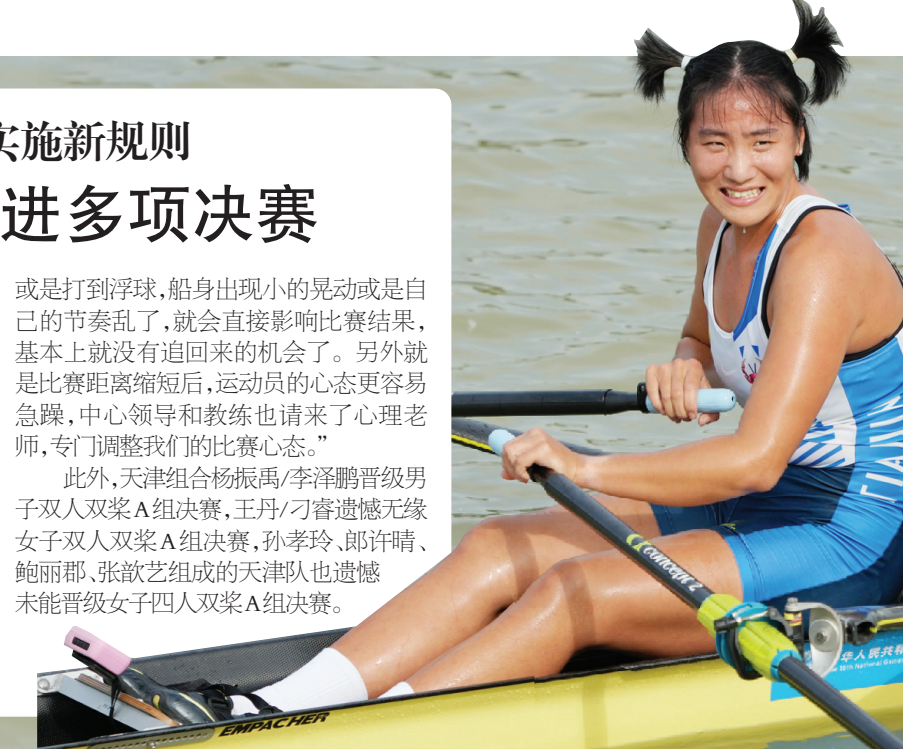 实施新规则
进多项决赛
或是打到浮球,船身出现小的晃动或是自
己的节奏乱了,就会直接影响比赛结果,
基本上就没有追回来的机会了。另外就
是比赛距离缩短后,运动员的心态更容易
急躁,中心领导和教练也请来了心理老
师,专门调整我们的比赛心态。”
此外,天津组合杨振禹/李泽鹏晋级男
子双人双桨A组决赛,王丹/刁睿遗憾无缘
女子双人双桨A组决赛,孙孝玲、郎许晴、
鲍丽郡、张歆艺组成的天津队也遗憾
未能晋级女子四人双桨A组决赛。
TIANJIN
concept 2
华人民共和
EMPACHER